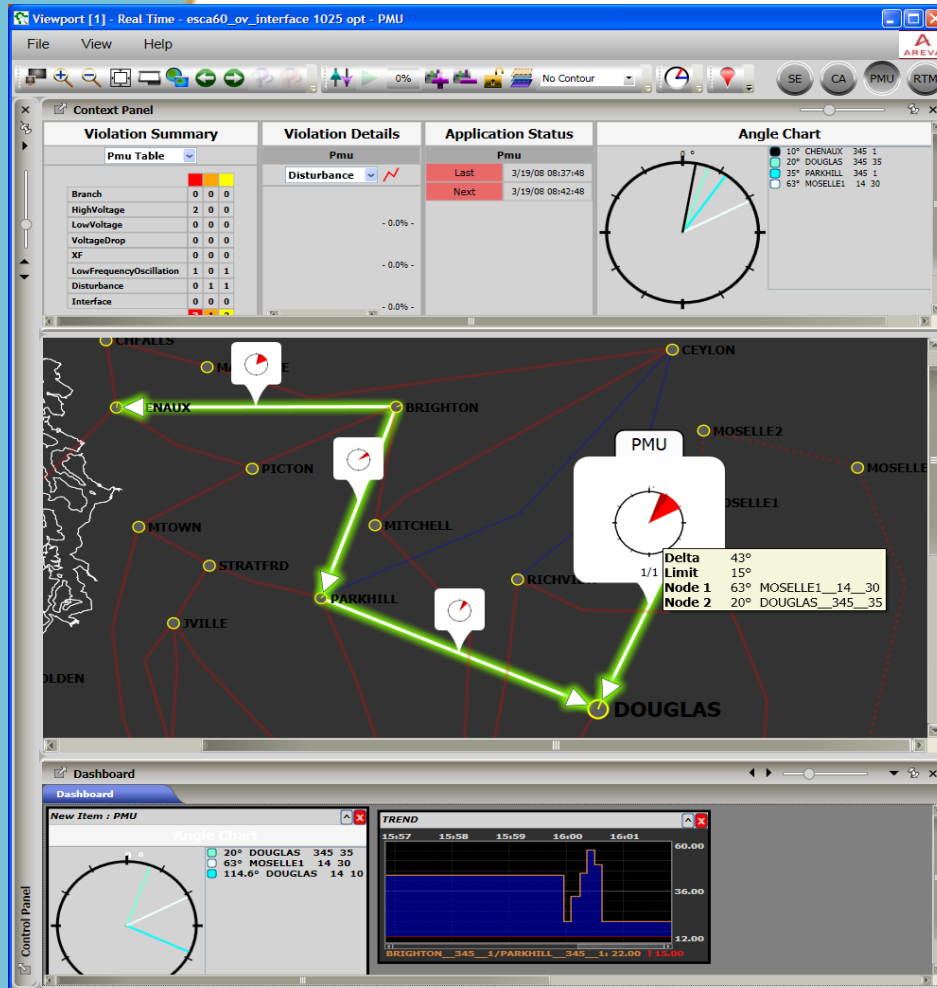 Viewport [1] - Real Time - esca60_ov_interface 1025 opt - PMU
File View Help
AREVA
0% No Contour SE CA PMU RTM
Context Panel
Violation Summary
Pmu Table
Branch 0 0 0
HighVoltage 2 0 0
LowVoltage 0 0 0
VoltageDrop 0 0 0
XF 0 0 0
LowFrequencyOscillation 1 0 1
Disturbance 0 1 1
Interface 0 0 0
Violation Details
Pmu
Disturbance
- 0.0% -
- 0.0% -
- 0.0% -
Application Status
Pmu
Last 3/19/08 08:37:48
Next 3/19/08 08:42:48
Angle Chart
0 °
10° CHENAUX 345 1
20° DOUGLAS 345 35
35° PARKHILL 345 1
63° MOSELLE1 14 30
CHFALLS
CEYLON
ENAUX
BRIGHTON
MOSELLE2
PMU
PICTON
MOSELLE
OSELLE1
MTOWN
MITCHELL
STRATFRD
RICHVIE
1/1
Delta 43°
Limit 15°
Node 1 63° MOSELLE1__14__30
Node 2 20° DOUGLAS__345__35
PARKHILL
JVILLE
OLDEN
DOUGLAS
Dashboard
Dashboard
New Item : PMU
Angle Chart
0 °
20° DOUGLAS 345 35
63° MOSELLE1 14 30
114.6° DOUGLAS 14 10
TREND
15:57 15:58 15:59 16:00 16:01
60.00
36.00
12.00
BRIGHTON__345__1/PARKHILL__345__1: 22.00 15.00
Control Panel